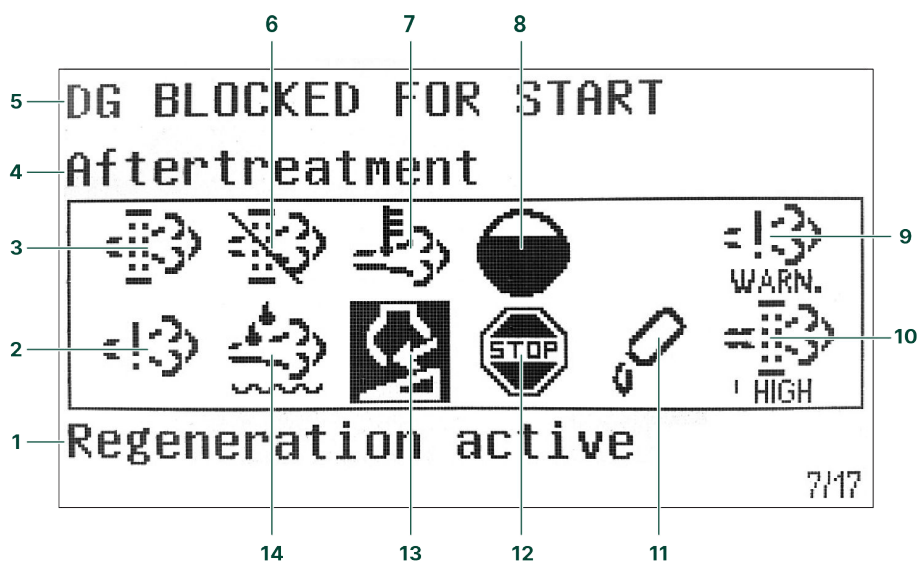 6 7 8
5 DG BLOCKED FOR START
4 Aftertreatment
3 9
WARN.
2 STOP 10
! HIGH
1 Regeneration active
7/17
14 13 12 11